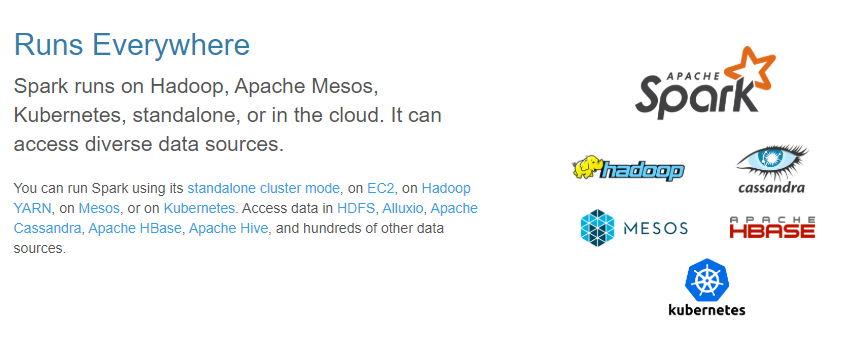 Runs Everywhere
Spark runs on Hadoop, Apache Mesos,
Kubernetes, standalone, or in the cloud. It can
access diverse data sources.
You can run Spark using its standalone cluster mode, on EC2, on Hadoop
YARN, on Mesos, or on Kubernetes. Access data in HDFS, Alluxio, Apache
Cassandra, Apache HBase, Apache Hive, and hundreds of other data
sources.
APACHE
Spark
hadoop
cassandra
MESOS
APACHE
HBASE
kubernetes